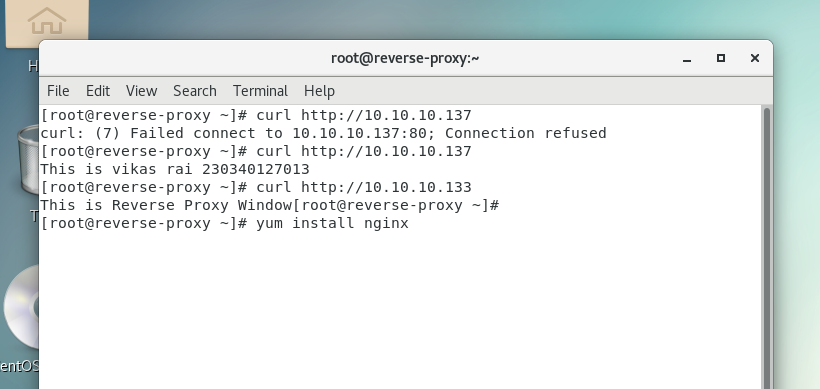 root@reverse-proxy:~
File Edit View Search Terminal Help
[root@reverse-proxy ~]# curl http://10.10.10.137
curl: (7) Failed connect to 10.10.10.137:80; Connection refused
[root@reverse-proxy ~]# curl http://10.10.10.137
This is vikas rai 230340127013
[root@reverse-proxy ~]# curl http://10.10.10.133
This is Reverse Proxy Window[root@reverse-proxy ~]#
[root@reverse-proxy ~]# yum install nginx